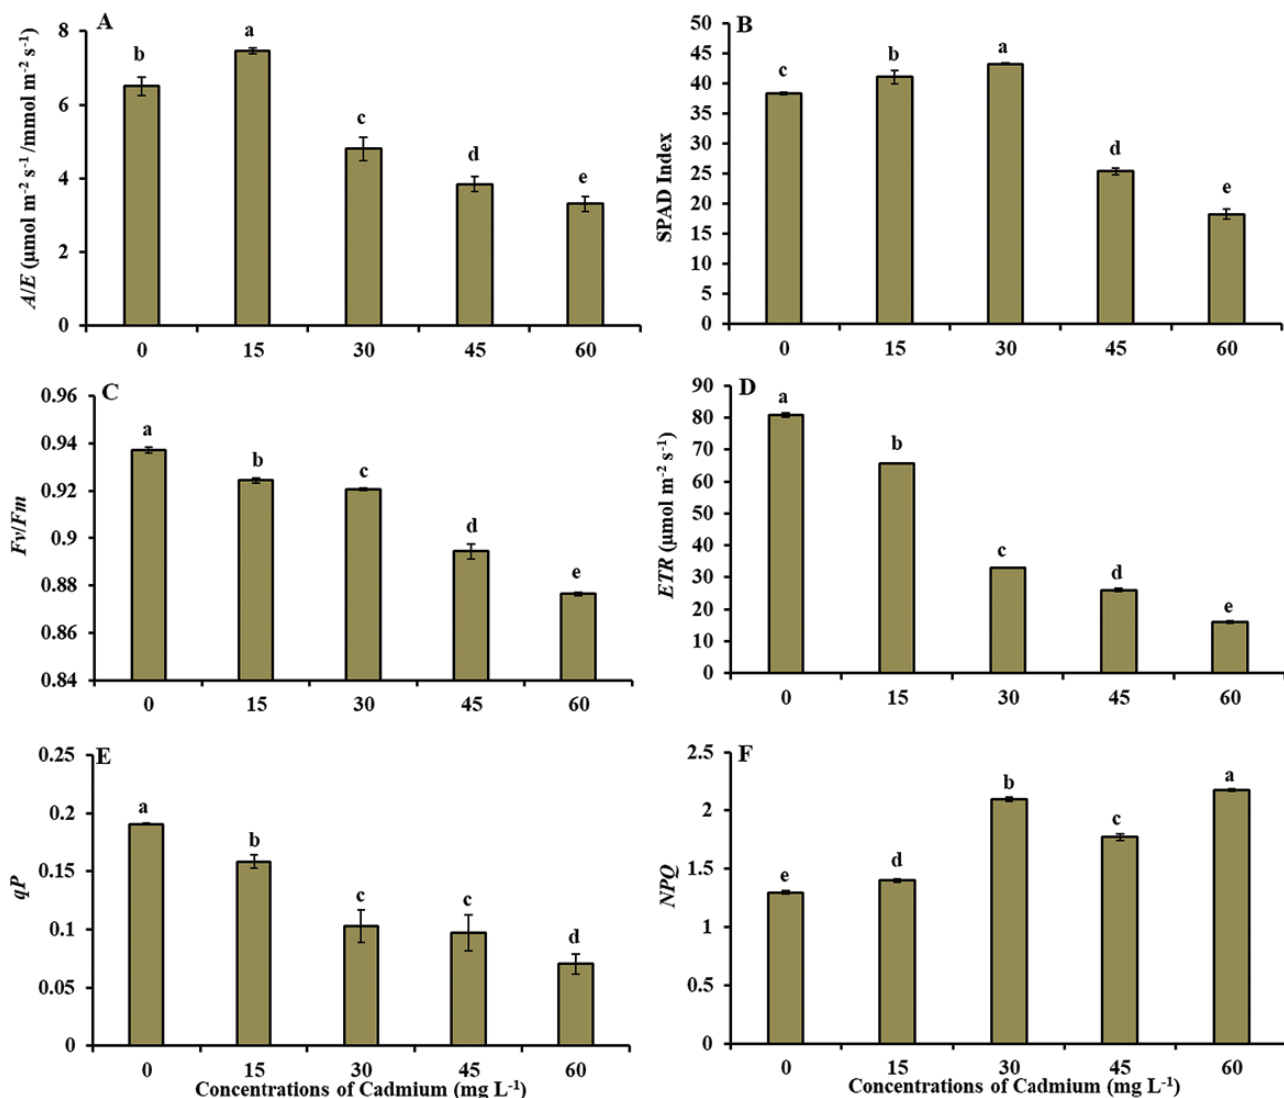 A
A/E (µmol m⁻² s⁻¹ /mmol m⁻² s⁻¹)
8
6
4
2
0
b
a
c
d
e
0 15 30 45 60
B
SPAD Index
50
45
40
35
30
25
20
15
10
5
0
c
b
a
d
e
0 15 30 45 60
C
Fv/Fm
0.96
0.94
0.92
0.9
0.88
0.86
0.84
a
b
c
d
e
0 15 30 45 60
D
ETR (µmol m⁻² s⁻¹)
90
80
70
60
50
40
30
20
10
0
a
b
c
d
e
0 15 30 45 60
E
qP
0.25
0.2
0.15
0.1
0.05
0
a
b
c
c
d
0 15 30 45 60
Concentrations of Cadmium (mg L⁻¹)
F
NPQ
2.5
2
1.5
1
0.5
0
e
d
b
c
a
0 15 30 45 60
Concentrations of Cadmium (mg L⁻¹)